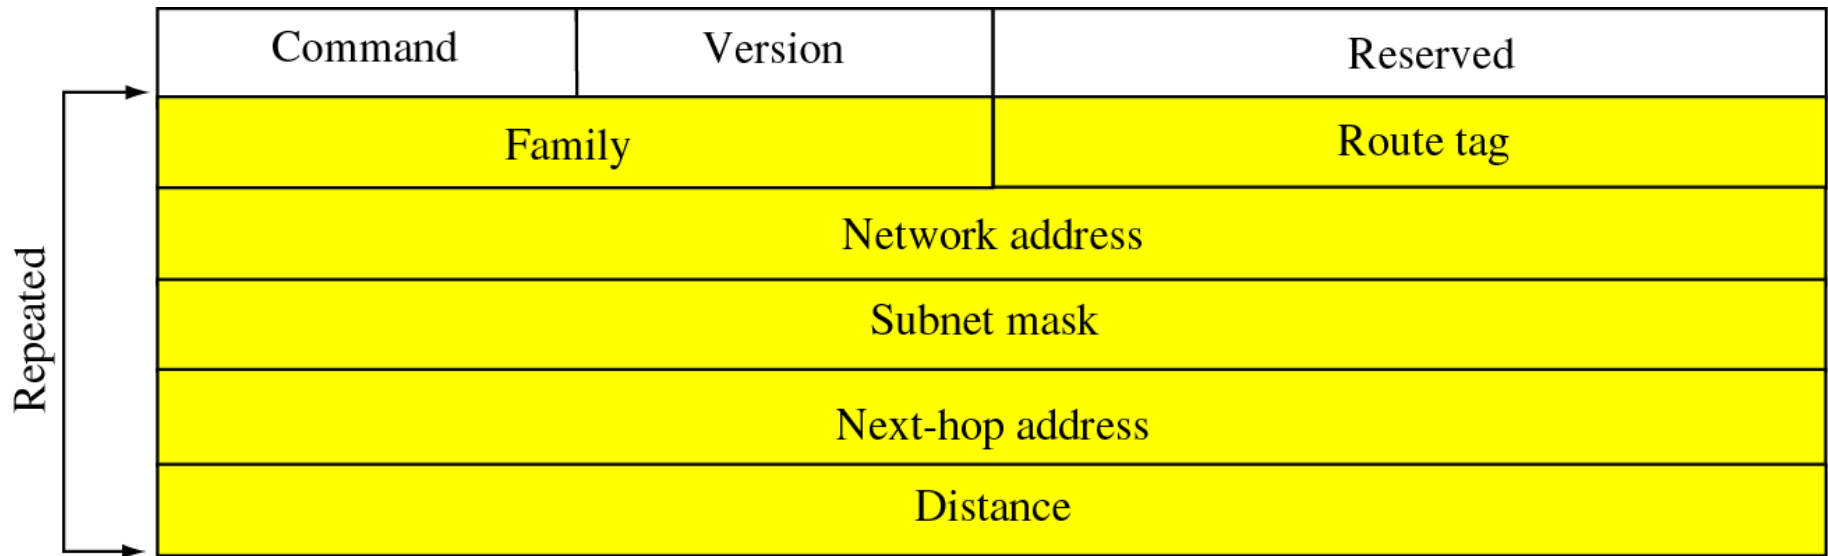 Command Version Reserved
Family Route tag
Network address
Subnet mask
Next-hop address
Distance
Repeated